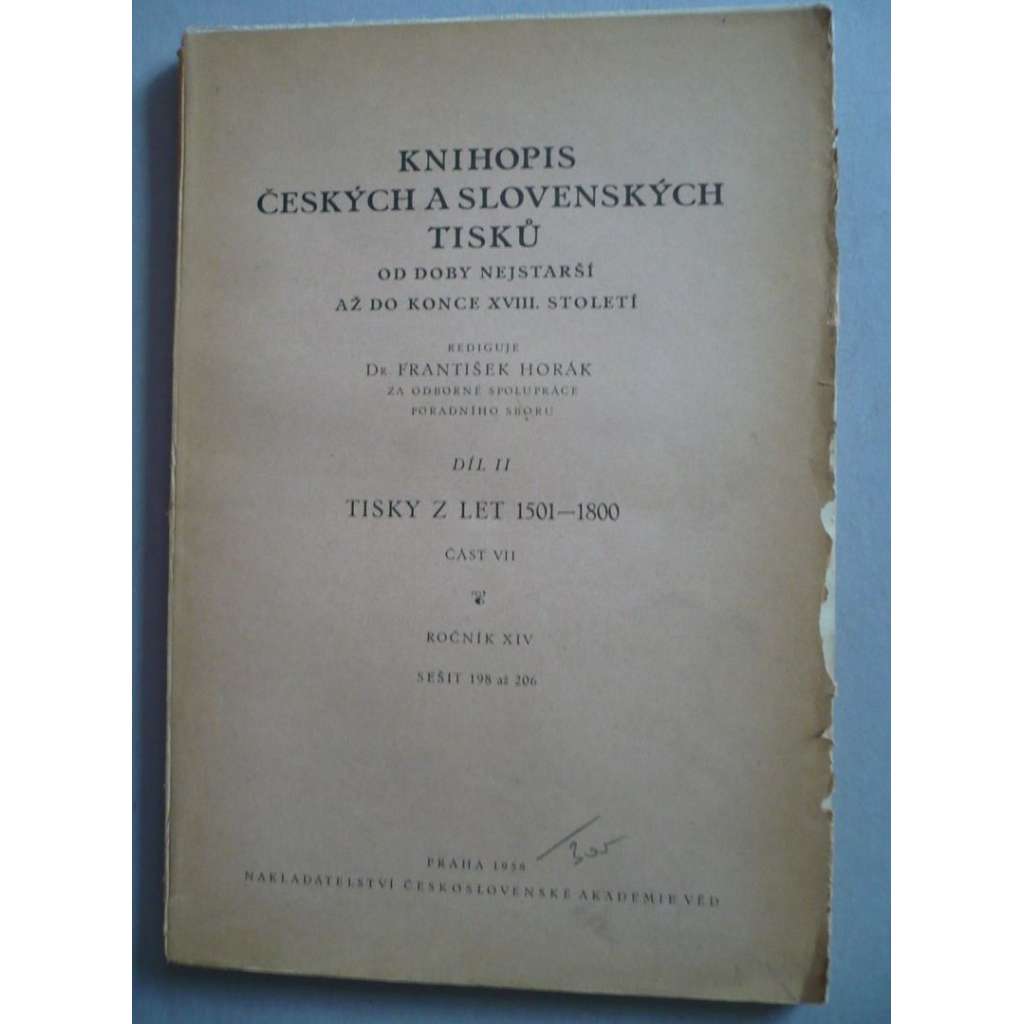 KNIHOPIS
ČESKÝCH A SLOVENSKÝCH
TISKŮ
OD DOBY NEJSTARŠÍ
AŽ DO KONCE XVIII. STOLETÍ
REDIGUJE
DR. FRANTIŠEK HORÁK
ZA ODBORNÉ SPOLUPRÁCE
PORADNÍHO SBORU
DÍL II
TISKY Z LET 1501—1800
ČÁST VII
ROČNÍK XIV
SEŠIT 198 až 206
PRAHA
NAKLADATELSTVÍ ČESKOSLOVENSKÉ AKADEMIE VĚD